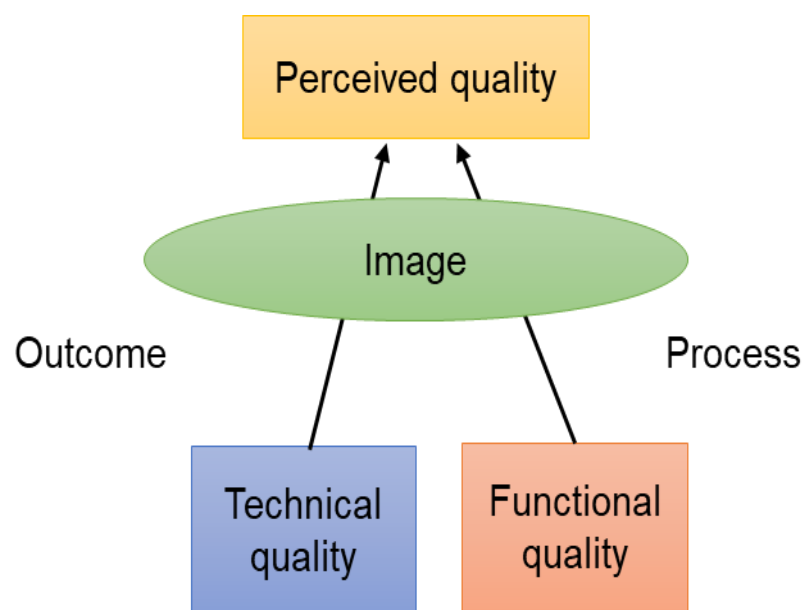 Perceived quality
Image
Outcome
Process
Technical
quality
Functional
quality